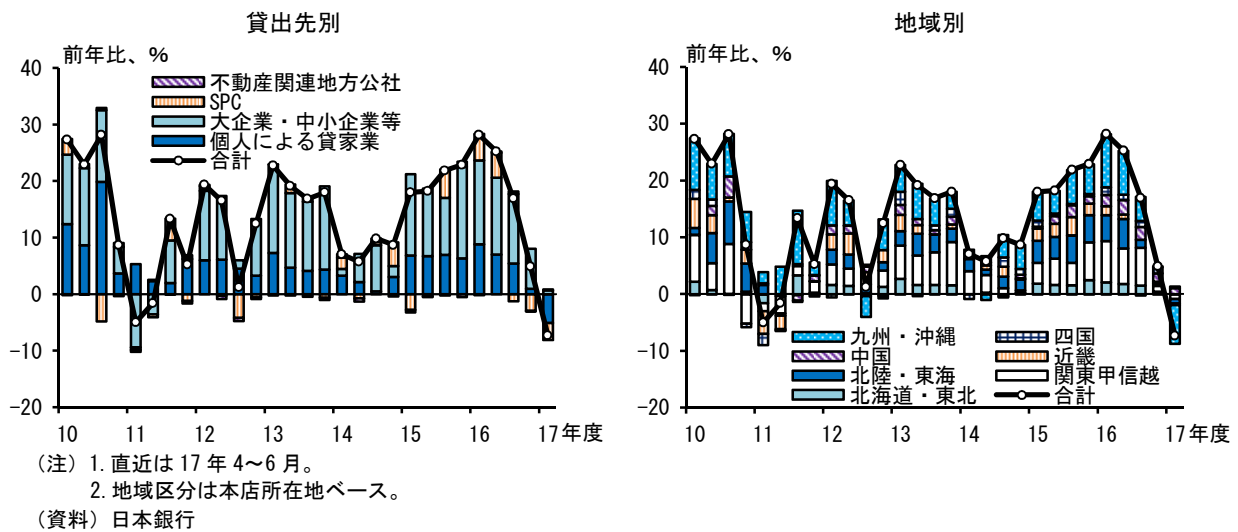 貸出先別
前年比、%
40
30
20
10
0
-10
-20
不動産関連地方公社
SPC
大企業・中小企業等
個人による貸家業
合計
10 11 12 13 14 15 16 17年度
地域別
前年比、%
40
30
20
10
0
-10
-20
九州・沖縄 四国
中国 近畿
北陸・東海 関東甲信越
北海道・東北 合計
10 11 12 13 14 15 16 17年度
（注）1. 直近は 17 年 4〜6 月。
2. 地域区分は本店所在地ベース。
（資料）日本銀行